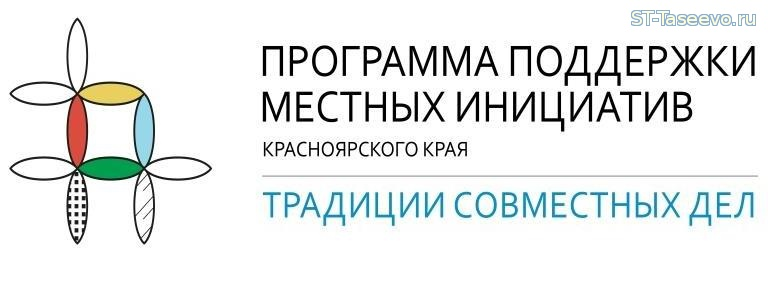 ST-Taseevo.ru
ПРОГРАММА ПОДДЕРЖКИ
МЕСТНЫХ ИНИЦИАТИВ
КРАСНОЯРСКОГО КРАЯ
ТРАДИЦИИ СОВМЕСТНЫХ ДЕЛ